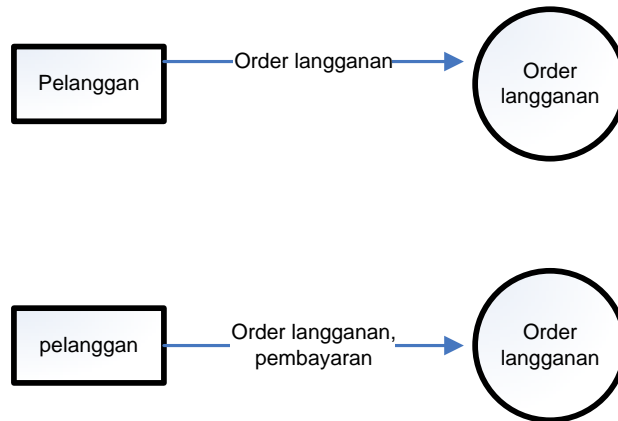 Pelanggan
Order langganan
Order
langganan
pelanggan
Order langganan,
pembayaran
Order
langganan